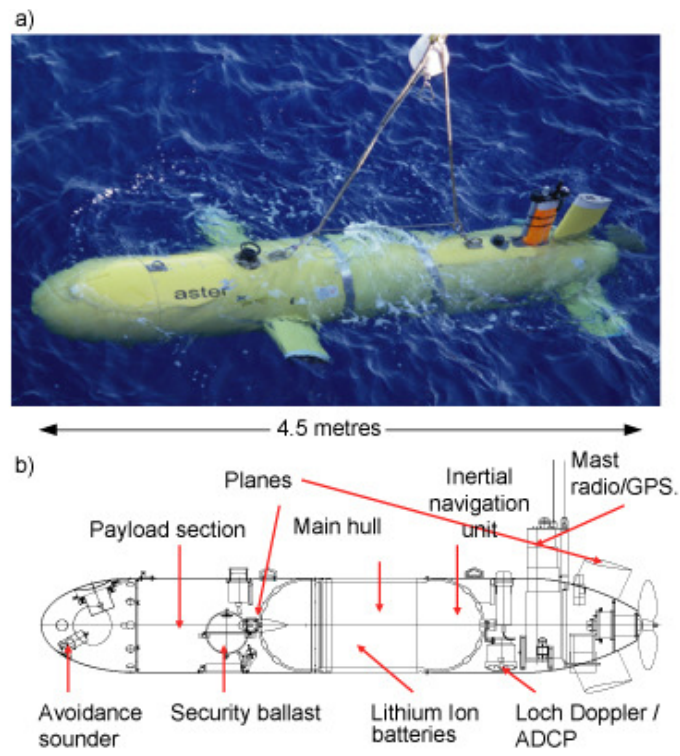 a)
aster
4.5 metres
b)
Planes
Inertial
navigation
unit
Mast
radio/GPS.
Payload section
Main hull
Avoidance
sounder
Security ballast
Lithium Ion
batteries
Loch Doppler /
ADCP